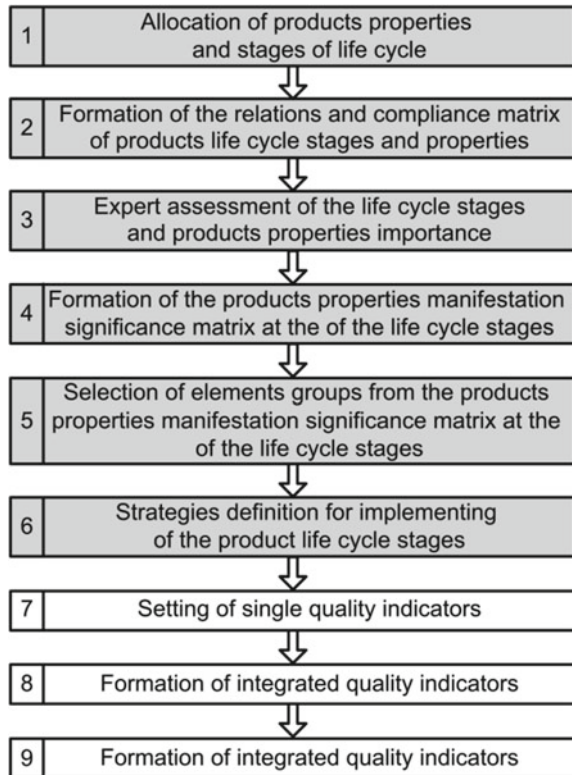 1
Allocation of products properties
and stages of life cycle
2
Formation of the relations and compliance matrix
of products life cycle stages and properties
3
Expert assessment of the life cycle stages
and products properties importance
4
Formation of the products properties manifestation
significance matrix at the of the life cycle stages
5
Selection of elements groups from the products
properties manifestation significance matrix at the
of the life cycle stages
6
Strategies definition for implementing
of the product life cycle stages
7
Setting of single quality indicators
8
Formation of integrated quality indicators
9
Formation of integrated quality indicators